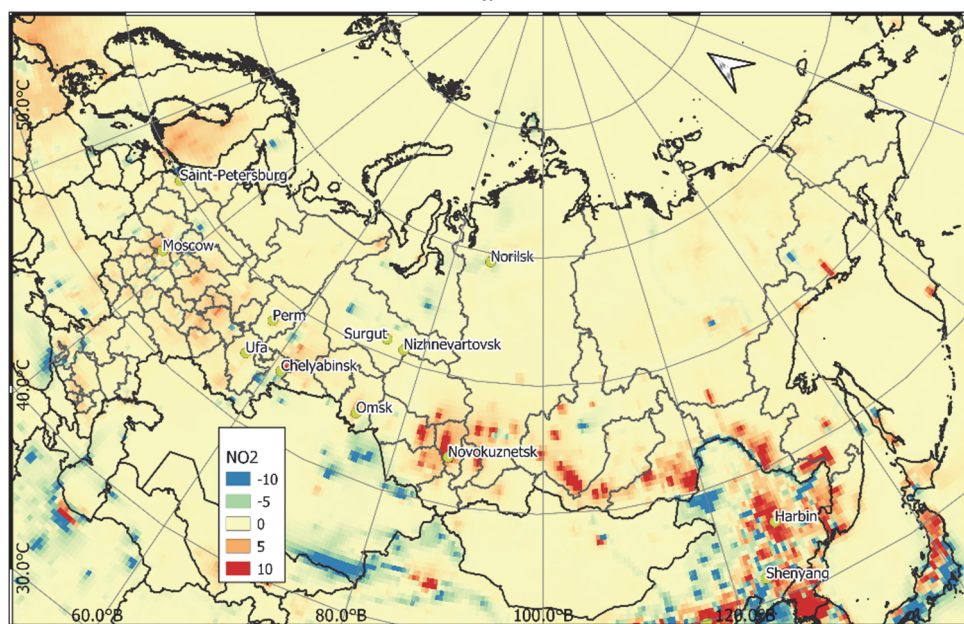 50.0°C
Saint-Petersburg
Moscow
Norilsk
Perm
Surgut
Nizhnevartovsk
Ufa
Chelyabinsk
40.0°C
Omsk
NO2
-10
-5
0
5
10
Novokuznetsk
Harbin
Shenyang
30.0°C
60.0°В
80.0°В
100.0°В
120.0°В